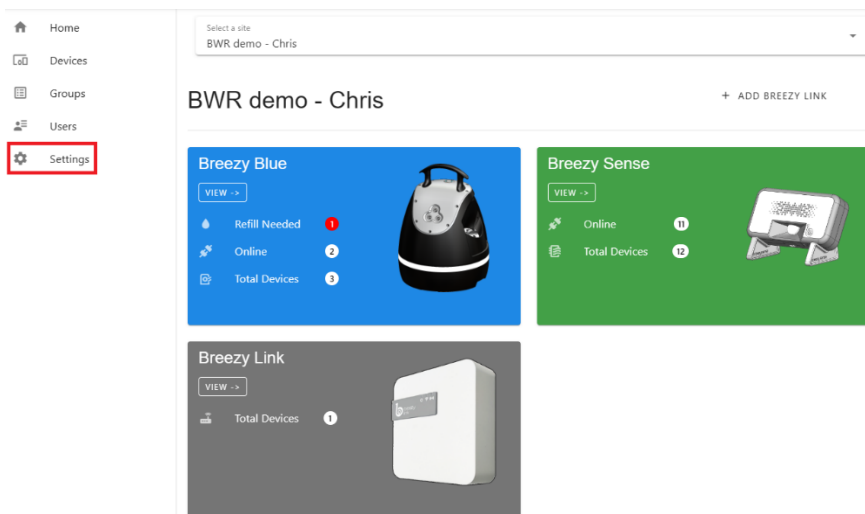 Home
Devices
Groups
Users
Settings
Select a site
BWR demo - Chris
BWR demo - Chris
+ ADD BREEZY LINK
Breezy Blue
VIEW ->
Refill Needed 1
Online 2
Total Devices 3
Breezy Sense
VIEW ->
Online 11
Total Devices 12
Breezy Link
VIEW ->
Total Devices 1